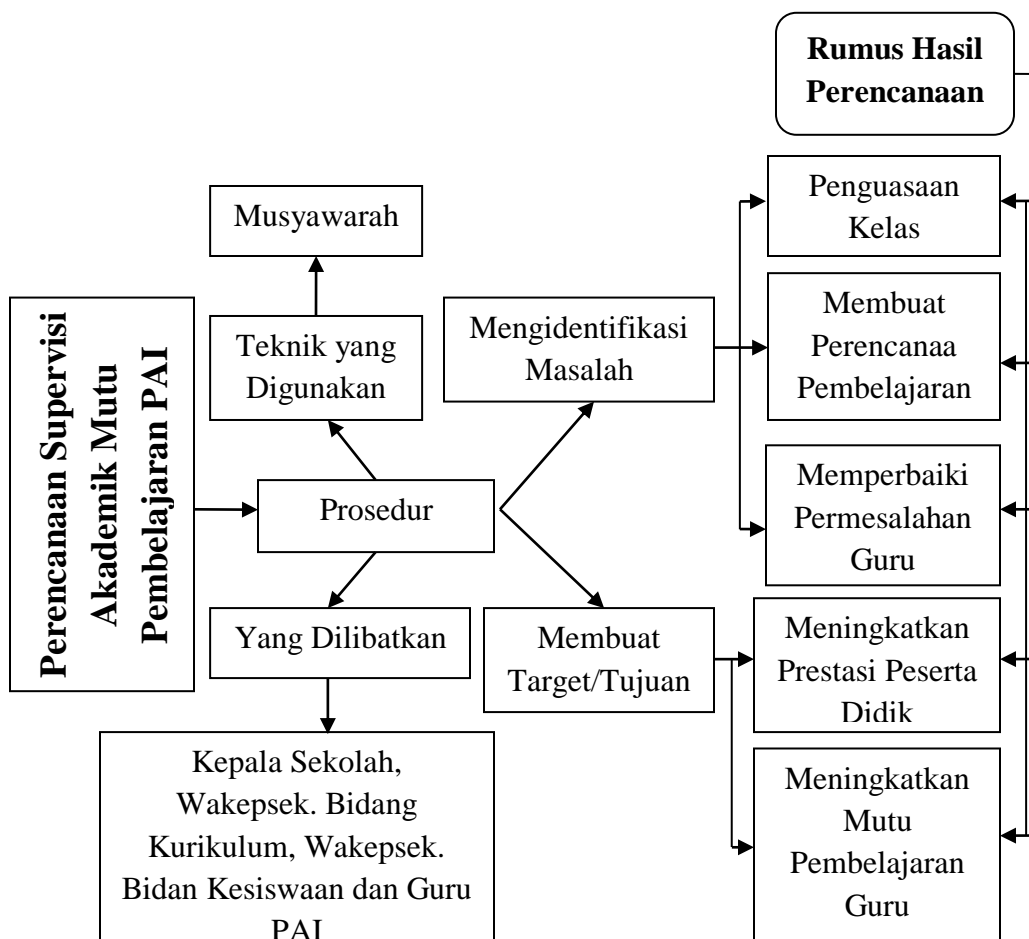 Rumus Hasil
Perencanaan
Penguasaan
Kelas
Musyawarah
Membuat
Perencanaa
Pembelajaran
Mengidentifikasi
Masalah
Teknik yang
Digunakan
Perencanaan Supervisi
Akademik Mutu
Pembelajaran PAI
Prosedur
Memperbaiki
Permesalahan
Guru
Yang Dilibatkan
Membuat
Target/Tujuan
Meningkatkan
Prestasi Peserta
Didik
Kepala Sekolah,
Wakepsek. Bidang
Kurikulum, Wakepsek.
Bidan Kesiswaan dan Guru
PAI
Meningkatkan
Mutu
Pembelajaran
Guru